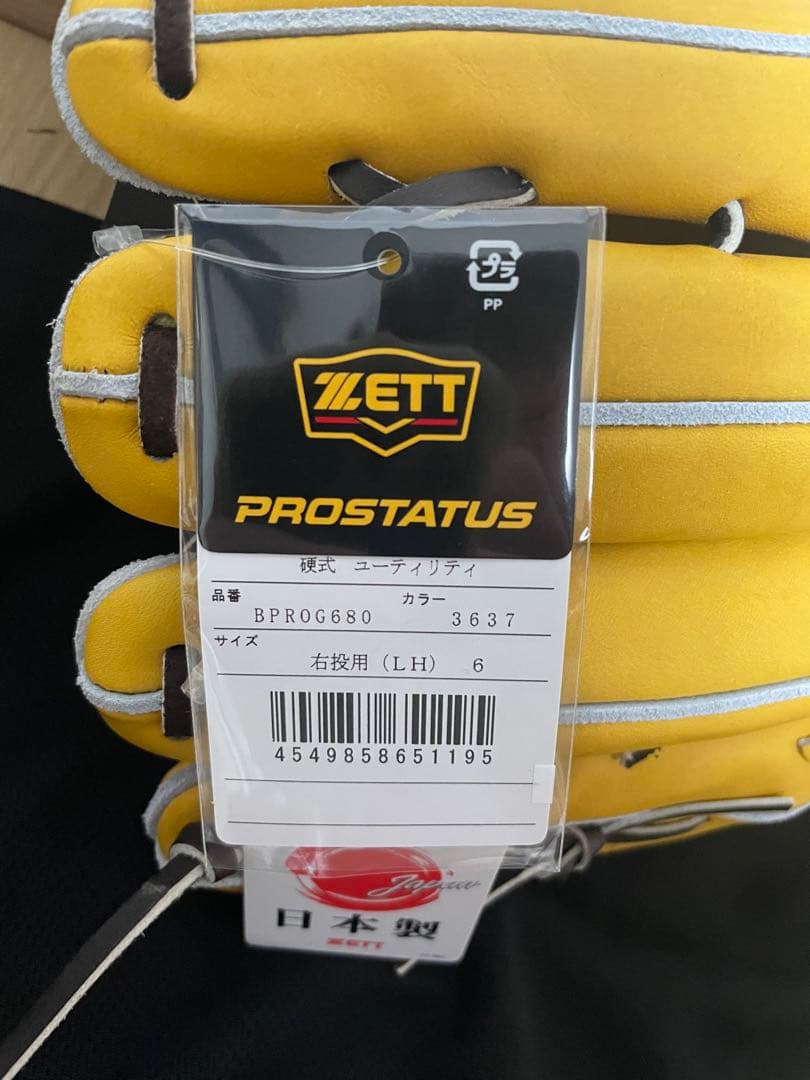 プラ
PP
ZETT
PROSTATUS
硬式 ユーティリティ
品番 BPROG680 カラー 3637
サイズ
右投用(LH) 6
4549858651195
Japan
日本製
ZETT